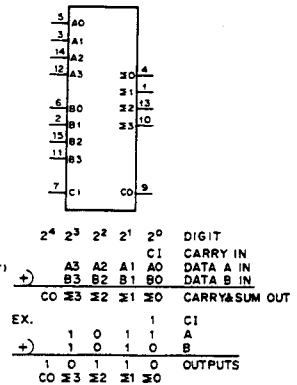 5 A0
3 A1
14 A2
12 A3 Σ0 4
Σ1 1
6 B0 Σ2 13
2 B1 Σ3 10
15 B2
11 B3
7 CI CO 9
2⁴ 2³ 2² 2¹ 2⁰ DIGIT
CI CARRY IN
A3 A2 A1 A0 DATA A IN
+) B3 B2 B1 B0 DATA B IN
CO Σ3 Σ2 Σ1 Σ0 CARRY&SUM OUT
EX. 1 CI
1 0 1 1 A
+) 1 0 1 0 B
1 0 1 1 0 OUTPUTS
CO Σ3 Σ2 Σ1 Σ0